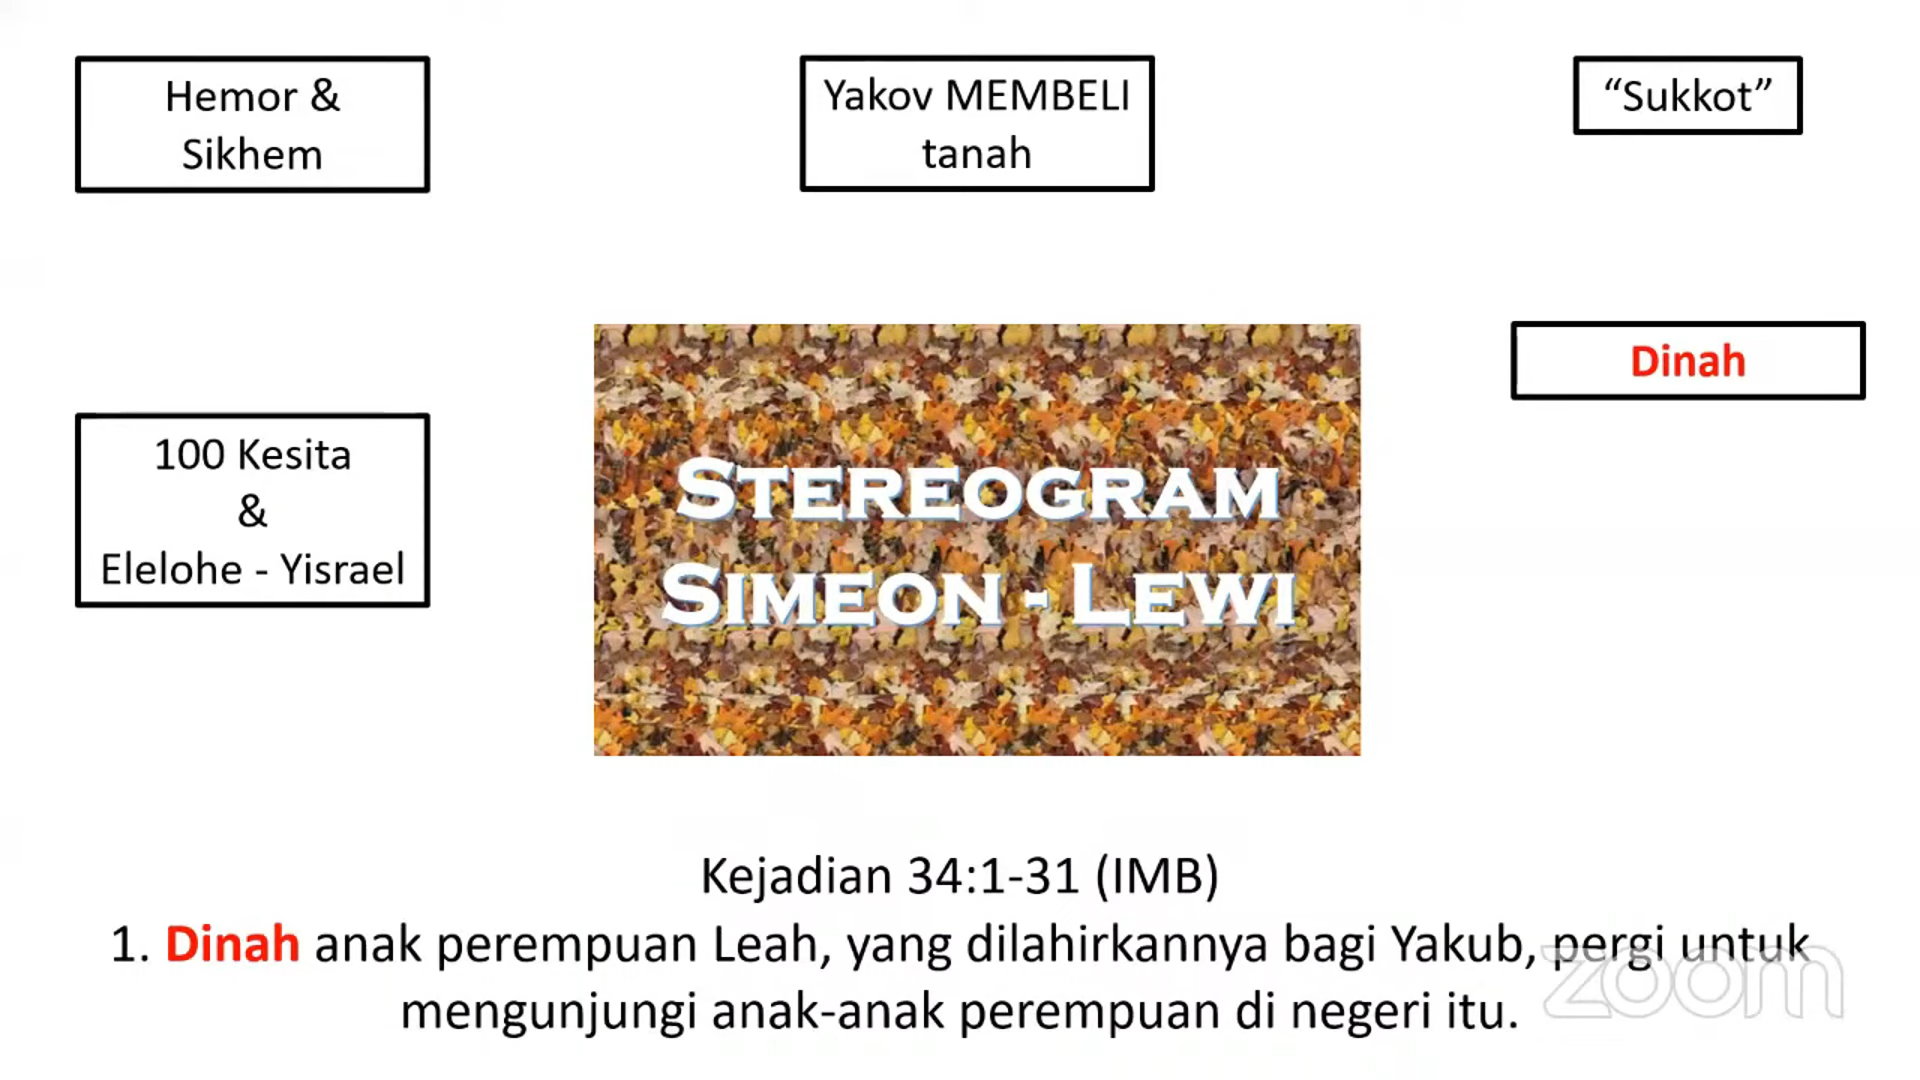 Hemor &
Sikhem
Yakov MEMBELI
tanah
“Sukkot”
Dinah
100 Kesita
&
Elelohe - Yisrael
STEREOGRAM
SIMEON - LEWI
Kejadian 34:1-31 (IMB)
1. Dinah anak perempuan Leah, yang dilahirkannya bagi Yakub, pergi untuk
mengunjungi anak-anak perempuan di negeri itu.
zoom